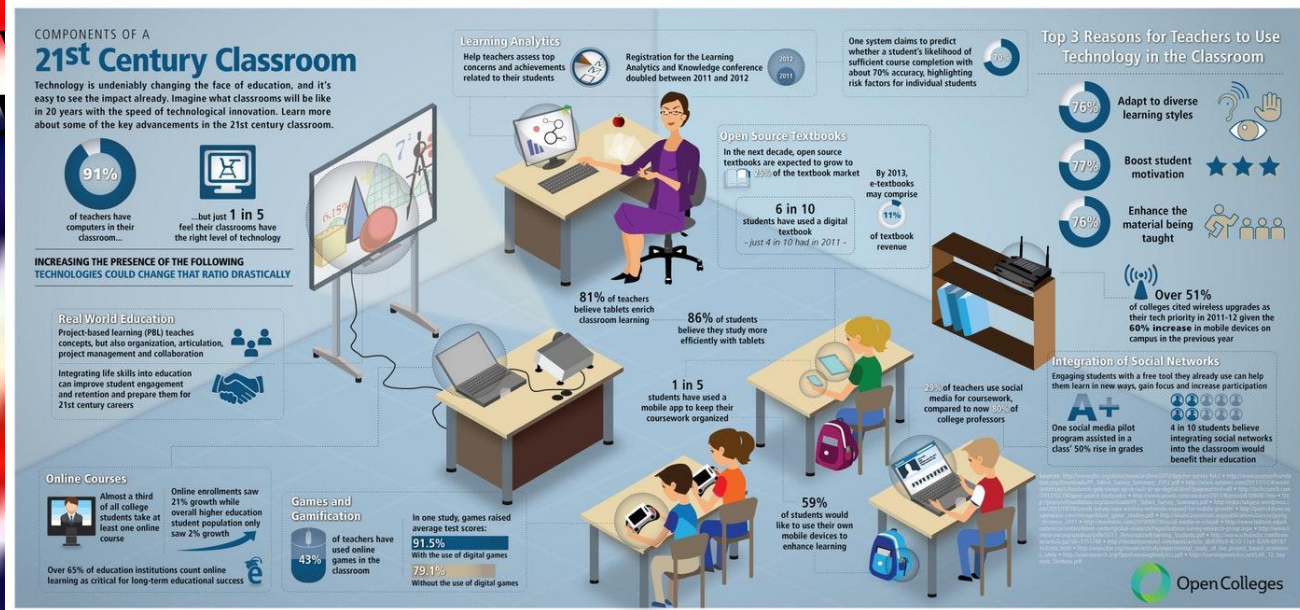 COMPONENTS OF A
21st Century Classroom
Technology is undeniably changing the face of education, and it's
easy to see the impact already. Imagine what classrooms will be like
in 20 years with the speed of technological innovation. Learn more
about some of the key advancements in the 21st century classroom.
91%
of teachers have
computers in their
classroom...
...but just 1 in 5
feel their classrooms have
the right level of technology
INCREASING THE PRESENCE OF THE FOLLOWING
TECHNOLOGIES COULD CHANGE THAT RATIO DRASTICALLY
Real World Education
Project-based learning (PBL) teaches
concepts, but also organization, articulation,
project management and collaboration
Integrating life skills into education
can improve student engagement
and retention and prepare them for
21st century careers
Online Courses
Almost a third
of all college
students take at
least one online
course
Online enrollments saw
21% growth while
overall higher education
student population only
saw 2% growth
Over 65% of education institutions count online
learning as critical for long-term educational success
Games and
Gamification
43%
of teachers have
used online
games in the
classroom
In one study, games raised
average test scores:
91.5%
With the use of digital games
79.1%
Without the use of digital games
Learning Analytics
Help teachers assess top
concerns and achievements
related to their students
Registration for the Learning
Analytics and Knowledge conference
doubled between 2011 and 2012
2012
2011
One system claims to predict
whether a student's likelihood of
sufficient course completion with
about 70% accuracy, highlighting
risk factors for individual students
70%
Open Source Textbooks
In the next decade, open source
textbooks are expected to grow to
25% of the textbook market
6 in 10
students have used a digital
textbook
- just 4 in 10 had in 2011 -
By 2013,
e-textbooks
may comprise
11%
of textbook
revenue
81% of teachers
believe tablets enrich
classroom learning
86% of students
believe they study more
efficiently with tablets
1 in 5
students have used a
mobile app to keep their
coursework organized
59%
of students would
like to use their own
mobile devices to
enhance learning
Top 3 Reasons for Teachers to Use
Technology in the Classroom
76%
Adapt to diverse
learning styles
77%
Boost student
motivation
76%
Enhance the
material being
taught
Over 51%
of colleges cited wireless upgrades as
their tech priority in 2011-12 given the
60% increase in mobile devices on
campus in the previous year
Integration of Social Networks
Engaging students with a free tool they already use can help
them learn in new ways, gain focus and increase participation
A+
One social media pilot
program assisted in a
class' 50% rise in grades
4 in 10 students believe
integrating social networks
into the classroom would
benefit their education
29% of teachers use social
media for coursework,
compared to now 80% of
college professors
Open Colleges